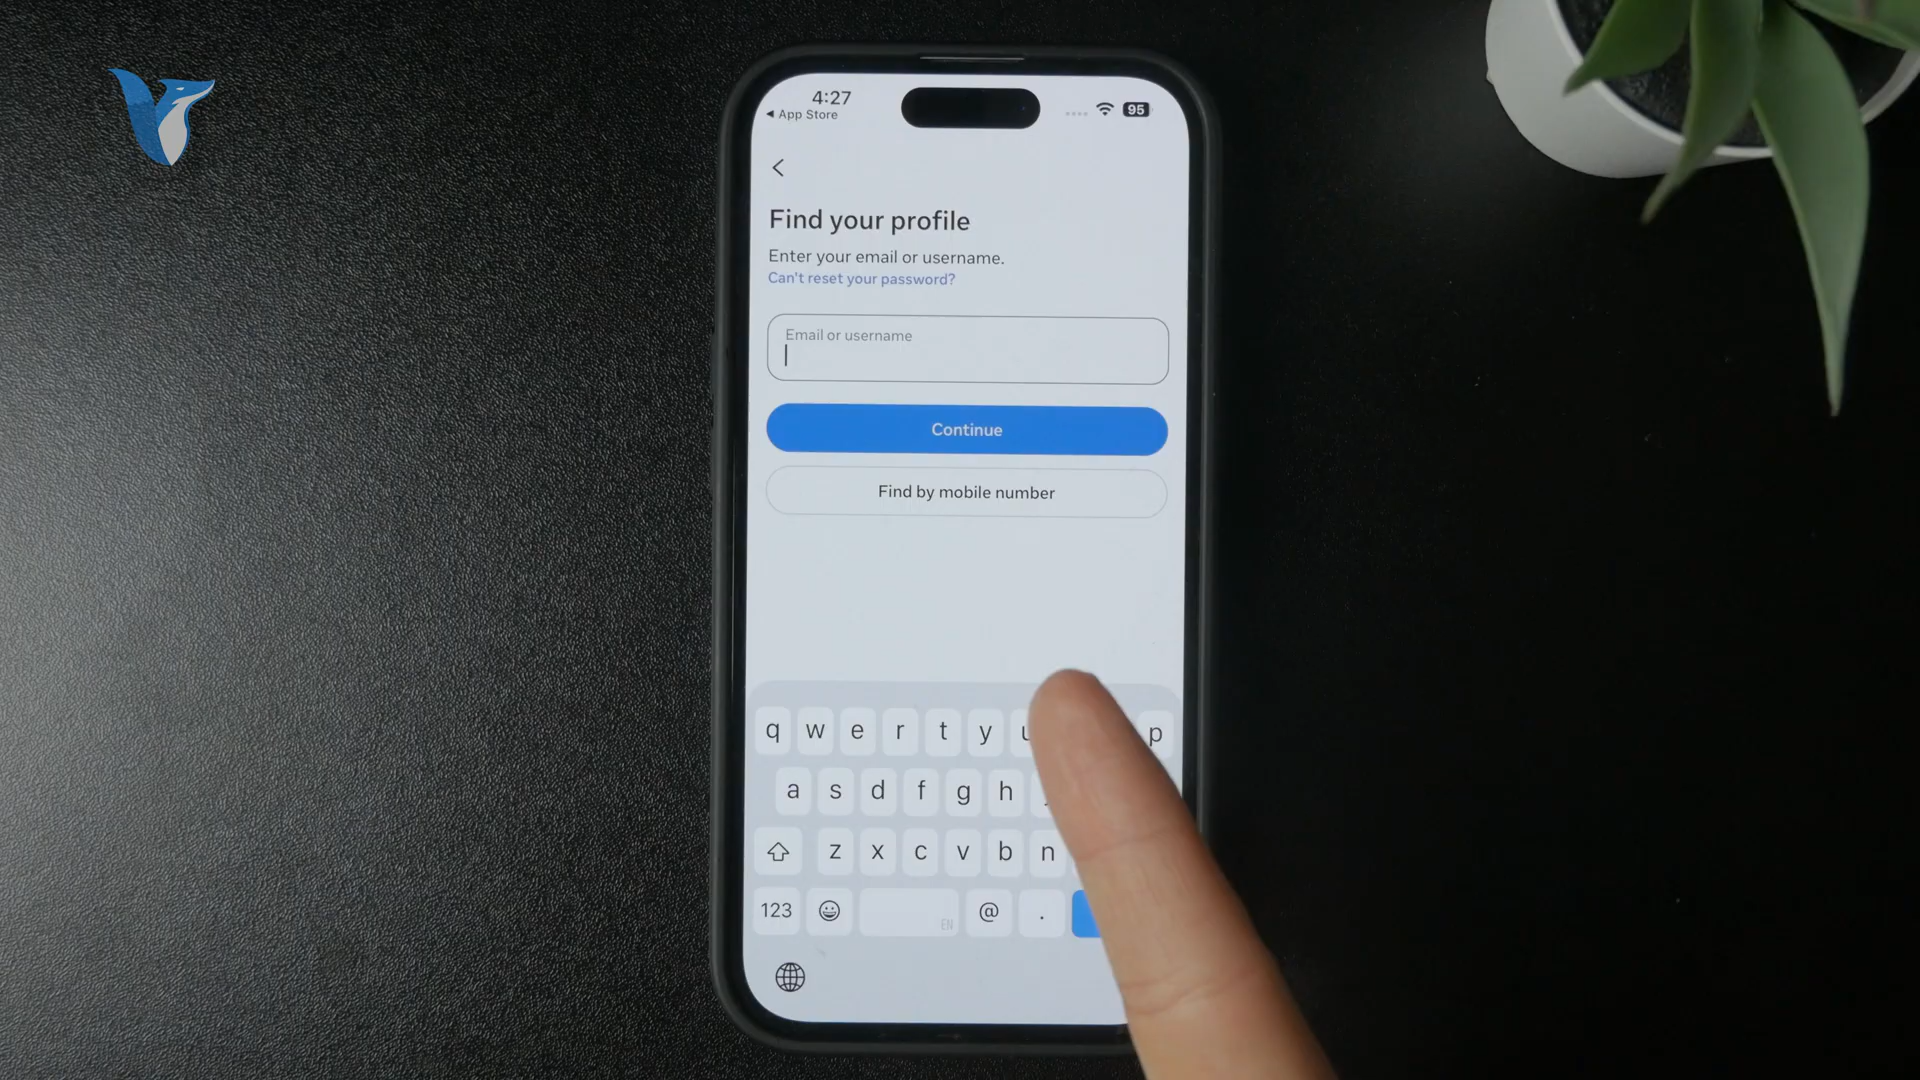 4:27
App Store
95
Find your profile
Enter your email or username.
Can't reset your password?
Email or username
Continue
Find by mobile number
q w e r t y u p
a s d f g h
z x c v b n
123 @ .
EN